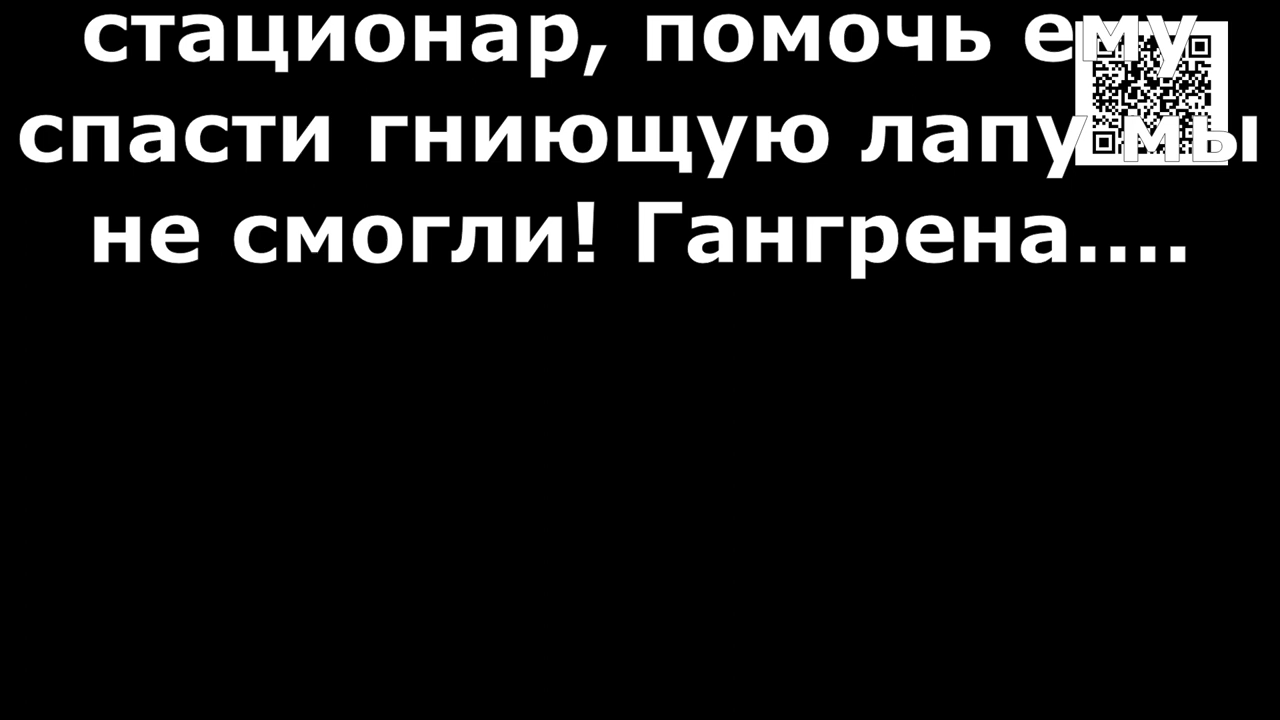 стационар, помочь ему
спасти гниющую лапу мы
не смогли! Гангрена....